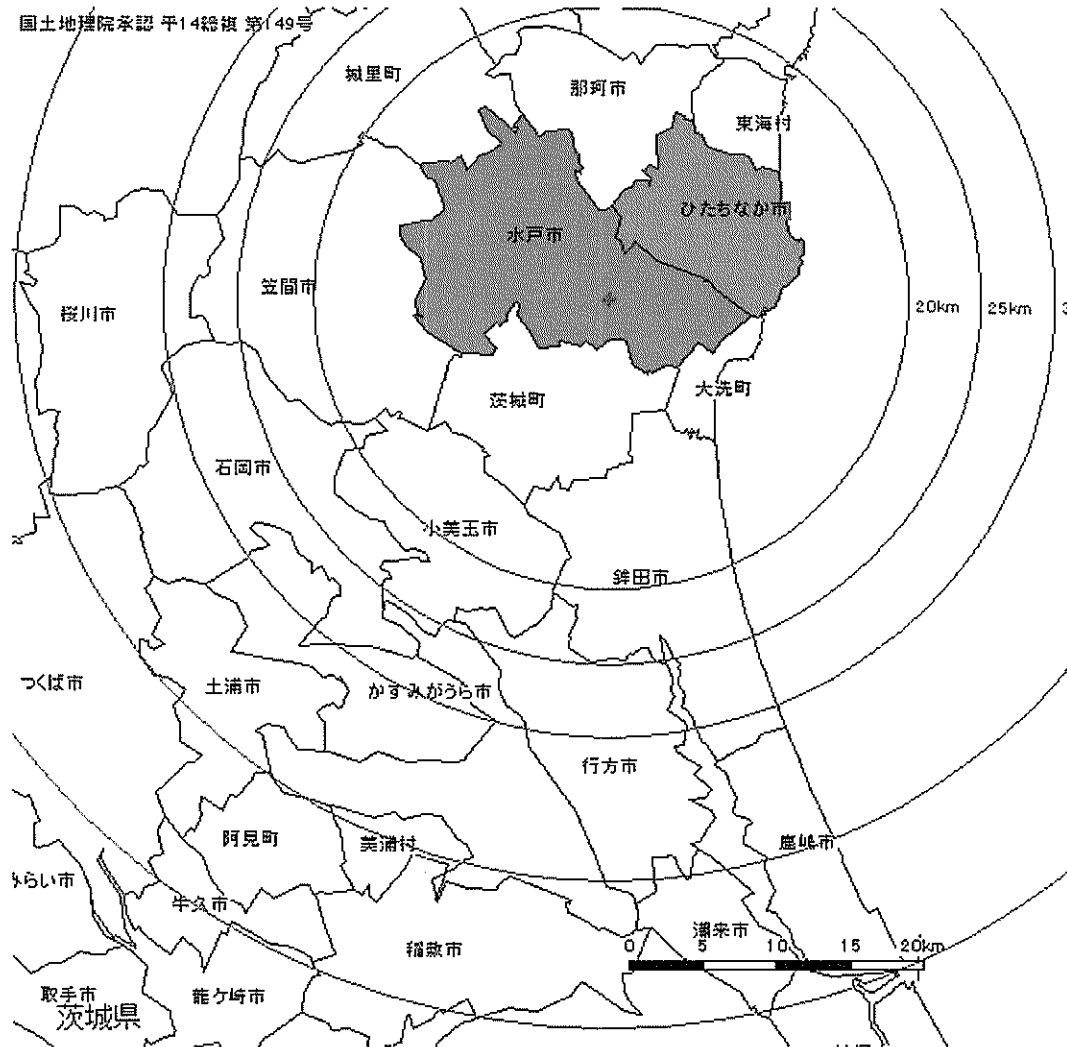 国土地理院承認 平14総複 第149号
城里町
那珂市
東海村
ひたちなか市
水戸市
笠間市
桜川市
20km
25km
3
大洗町
茨城町
石岡市
小美玉市
鉾田市
つくば市
土浦市
かすみがうら市
行方市
阿見町
美浦村
鹿嶋市
みらい市
牛久市
潮来市
稲敷市
0 5 10 15 20km
取手市
龍ケ崎市
茨城県